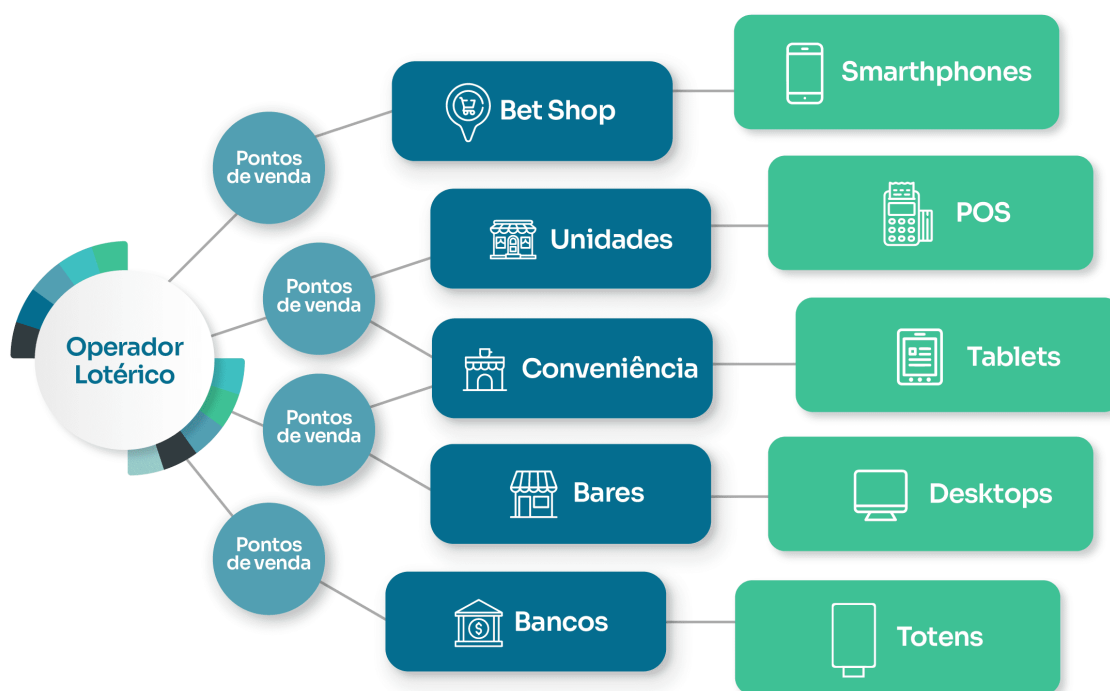 Operador
Lotérico
Pontos
de venda
Pontos
de venda
Pontos
de venda
Pontos
de venda
Bet Shop
Unidades
Conveniência
Bares
Bancos
Smarthphones
POS
Tablets
Desktops
Totens